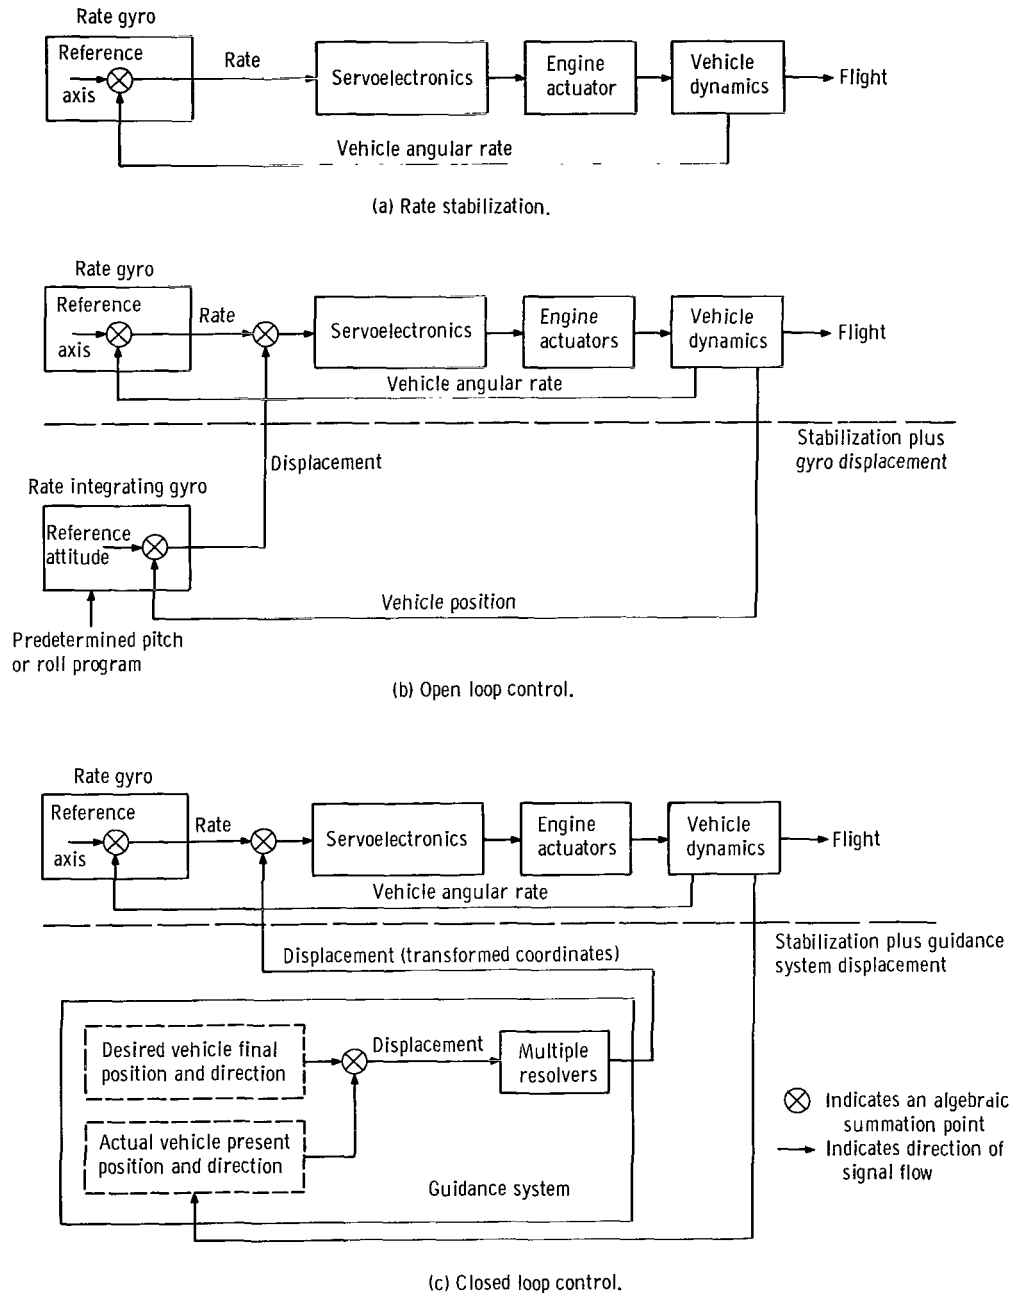 Rate gyro
Reference
axis
Rate
Servoelectronics
Engine
actuator
Vehicle
dynamics
Flight
Vehicle angular rate
(a) Rate stabilization.
Rate gyro
Reference
axis
Rate
Servoelectronics
Engine
actuators
Vehicle
dynamics
Flight
Vehicle angular rate
Stabilization plus
gyro displacement
Displacement
Rate integrating gyro
Reference
attitude
Vehicle position
Predetermined pitch
or roll program
(b) Open loop control.
Rate gyro
Reference
axis
Rate
Servoelectronics
Engine
actuators
Vehicle
dynamics
Flight
Vehicle angular rate
Stabilization plus guidance
system displacement
Displacement (transformed coordinates)
Desired vehicle final
position and direction
Displacement
Multiple
resolvers
Actual vehicle present
position and direction
Guidance system
Indicates an algebraic
summation point
Indicates direction of
signal flow
(c) Closed loop control.